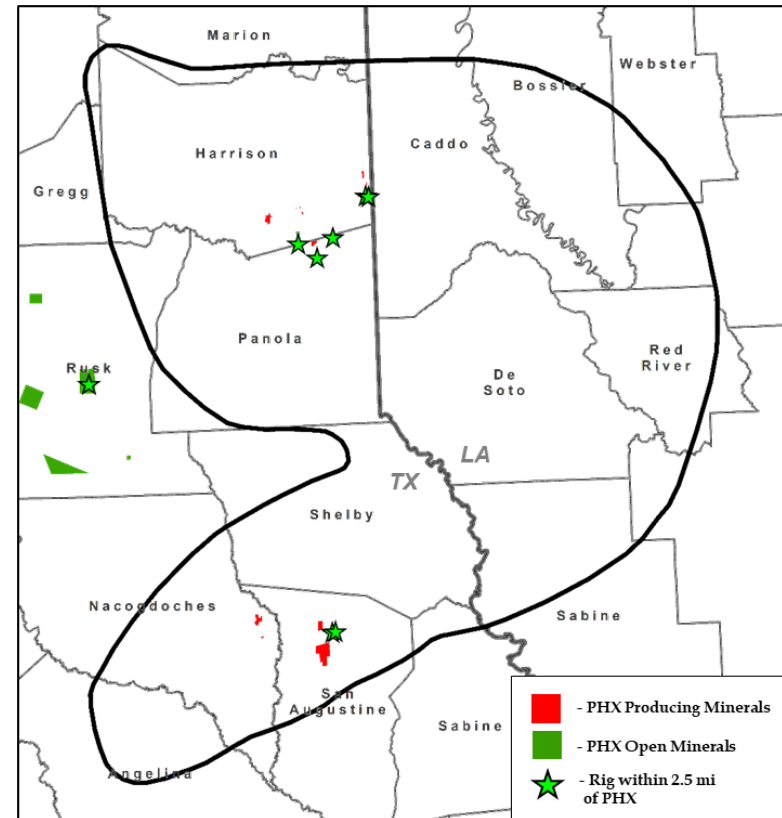 Marion
Webster
Bossier
Caddo
Harrison
Gregg
Panola
Rusk
De
Soto
Red
River
LA
TX
Shelby
Nacogdoches
Sabine
San
Augustine
Sabine
Angelina
- PHX Producing Minerals
- PHX Open Minerals
- Rig within 2.5 mi
of PHX